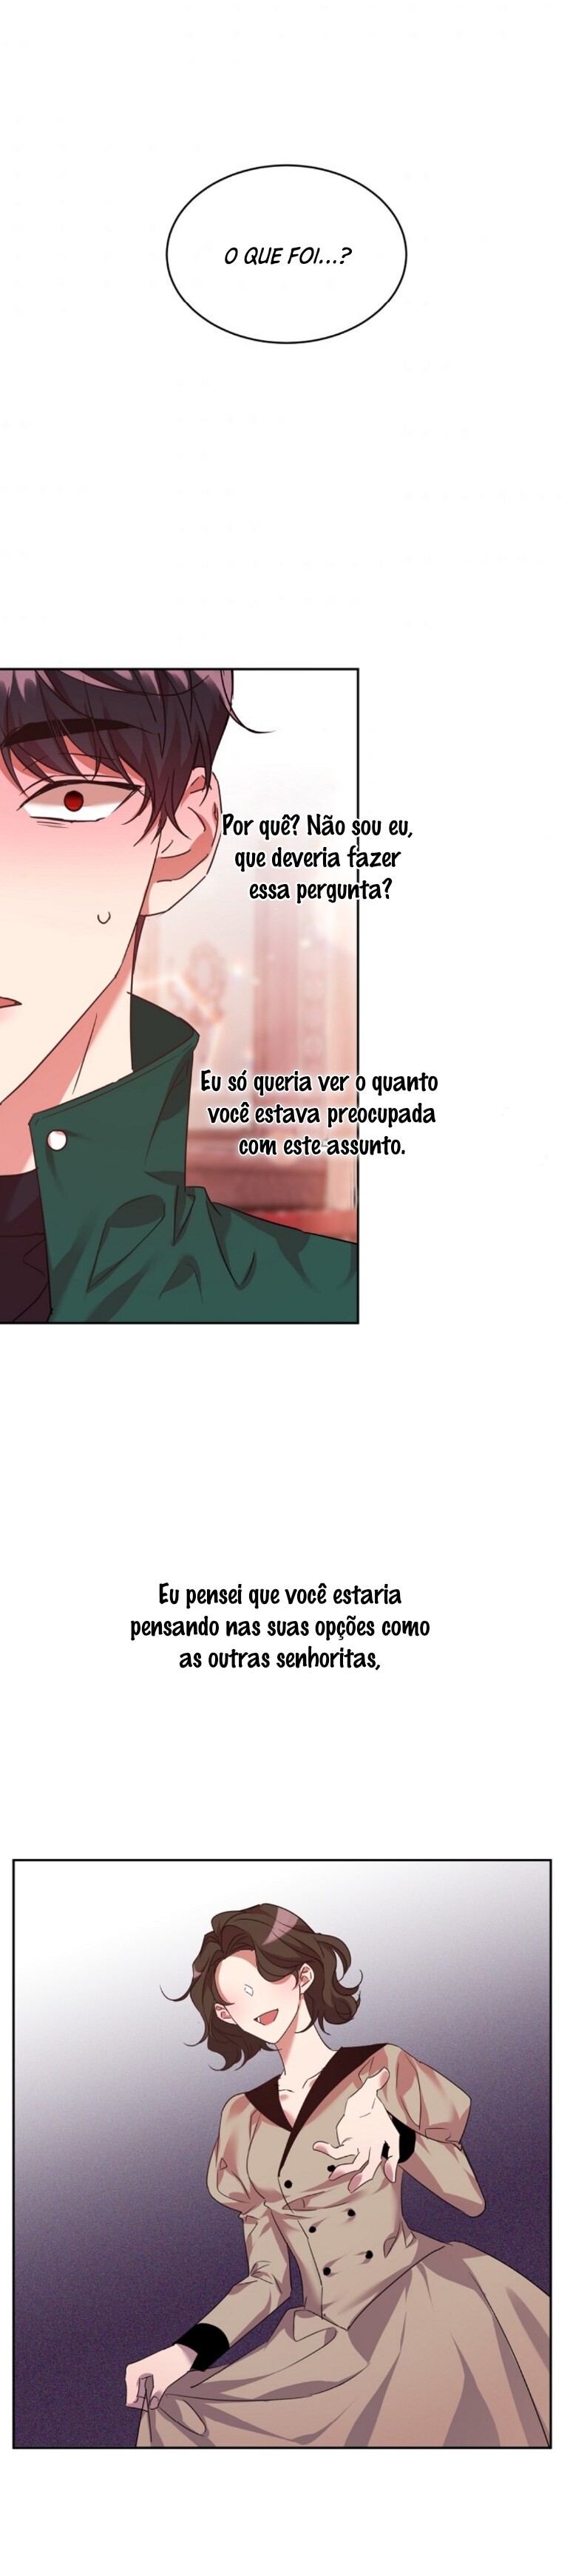 O QUE FOI...?
Por quê? Não sou eu,
que deveria fazer
essa pergunta?
Eu só queria ver o quanto
você estava preocupada
com este assunto.
Eu pensei que você estaria
pensando nas suas opções como
as outras senhoritas,